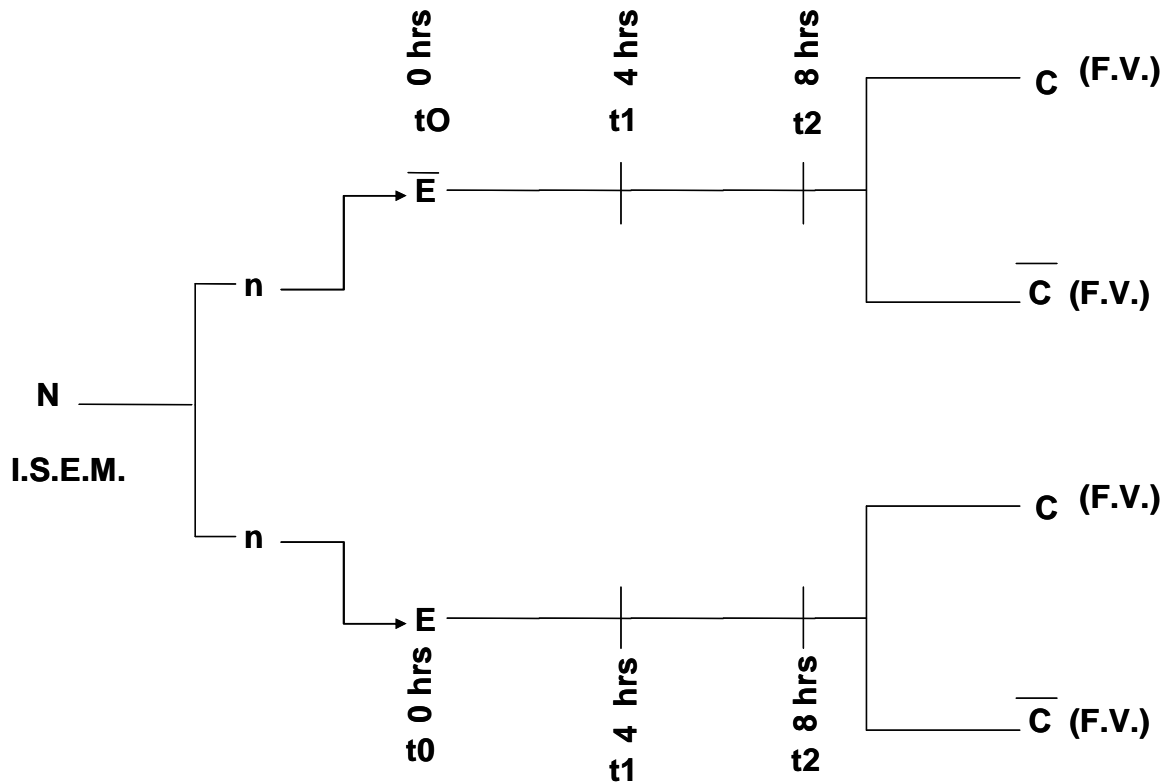 0 hrs
4 hrs
8 hrs
tO
t1
t2
C (F.V.)
E̅
C̅ (F.V.)
n
N
I.S.E.M.
n
C (F.V.)
E
0 hrs
4 hrs
8 hrs
t0
t1
t2
C̅ (F.V.)